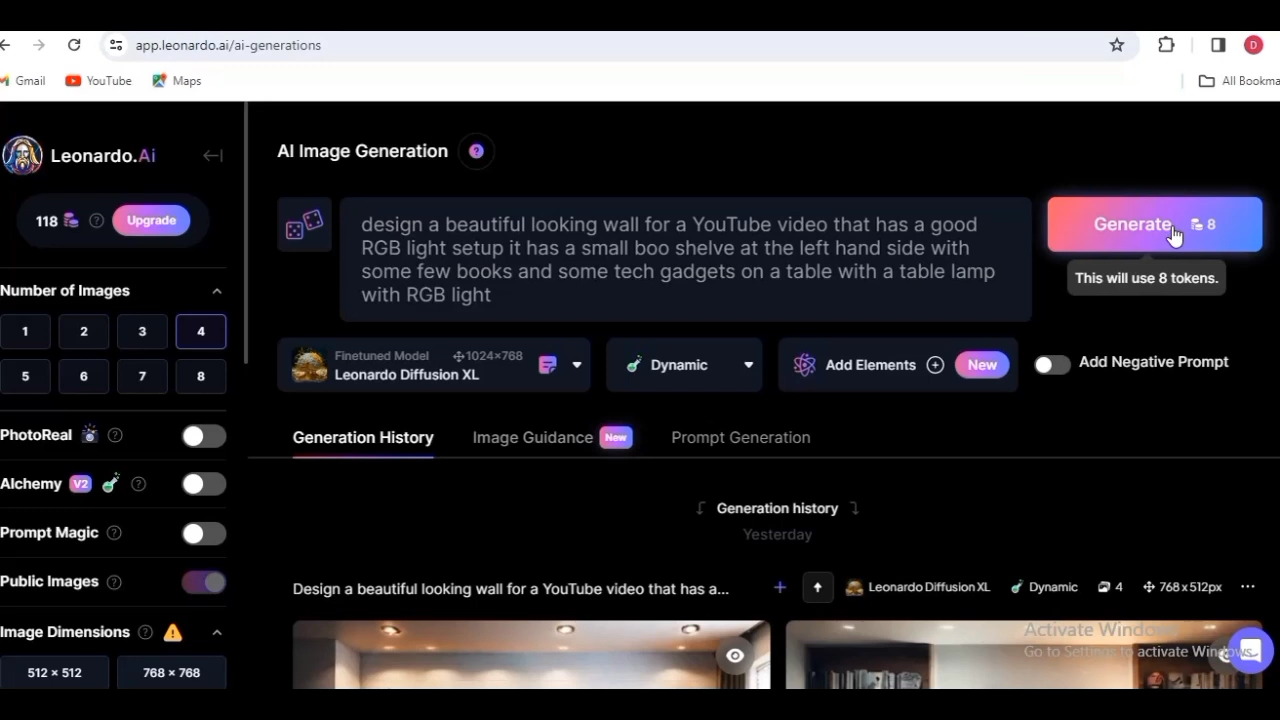 app.leonardo.ai/ai-generations
D
Gmail
YouTube
Maps
All Bookma
Leonardo.Ai
118
Upgrade
Number of Images
1
2
3
4
5
6
7
8
PhotoReal
Alchemy V2
Prompt Magic
Public Images
Image Dimensions
512 × 512
768 × 768
AI Image Generation
design a beautiful looking wall for a YouTube video that has a good
RGB light setup it has a small boo shelve at the left hand side with
some few books and some tech gadgets on a table with a table lamp
with RGB light
Generate 8
This will use 8 tokens.
Finetuned Model 1024×768
Leonardo Diffusion XL
Dynamic
Add Elements
New
Add Negative Prompt
Generation History
Image Guidance New
Prompt Generation
Generation history
Yesterday
Design a beautiful looking wall for a YouTube video that has a...
Leonardo Diffusion XL
Dynamic
4
768 x 512px
Activate Windows
Go to Settings to activate Windows.